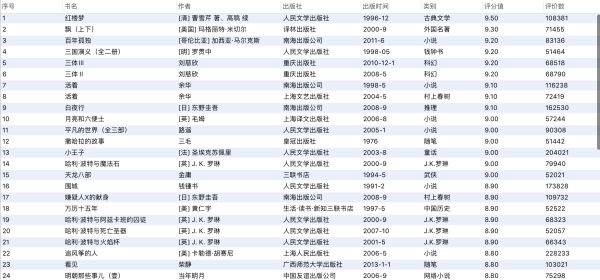 序号 书名 作者 出版社 出版时间 类别 评分值 评价数
1 红楼梦 [清] 曹雪芹 著、高鹗 续 人民文学出版社 1996-12 古典文学 9.50 108381
2 飘（上下） [美国] 玛格丽特·米切尔 译林出版社 2000-9 外国名著 9.30 71455
3 百年孤独 [哥伦比亚] 加西亚·马尔克斯 南海出版公司 2011-6 小说 9.20 83136
4 三国演义（全二册） [明] 罗贯中 人民文学出版社 1998-05 钱钟书 9.20 51464
5 三体Ⅲ 刘慈欣 重庆出版社 2010-12-1 科幻 9.20 68518
6 三体Ⅱ 刘慈欣 重庆出版社 2008-5 科幻 9.20 68790
7 活着 余华 南海出版公司 1998-5 小说 9.10 116238
8 活着 余华 上海文艺出版社 2004-5 村上春树 9.10 72419
9 白夜行 [日] 东野圭吾 南海出版公司 2008-9 推理 9.10 162530
10 月亮和六便士 [英] 毛姆 上海译文出版社 2006-8 小说 9.00 57244
11 平凡的世界（全三部） 路遥 人民文学出版社 2005-1 小说 9.00 90308
12 撒哈拉的故事 三毛 皇冠出版社 1976 随笔 9.00 51442
13 小王子 [法] 圣埃克苏佩里 人民文学出版社 2003-8 童话 9.00 204021
14 哈利·波特与魔法石 [英] J. K. 罗琳 人民文学出版社 2000-9 J.K.罗琳 9.00 79940
15 天龙八部 金庸 三联书店 1994-5 武侠 9.00 52021
16 围城 钱锺书 人民文学出版社 1991-2 小说 8.90 173828
17 嫌疑人X的献身 [日] 东野圭吾 南海出版公司 2008-9 村上春树 8.90 109732
18 万历十五年 [美] 黄仁宇 生活·读书·新知三联书店 1997-5 中国历史 8.90 52522
19 哈利·波特与阿兹卡班的囚徒 [英] J. K. 罗琳 人民文学出版社 2000-9 J.K.罗琳 8.90 68323
20 哈利·波特与死亡圣器 [英] J. K. 罗琳 人民文学出版社 2007-10 J.K.罗琳 8.90 52057
21 哈利·波特与火焰杯 [英] J. K. 罗琳 人民文学出版社 2001-5 J.K.罗琳 8.90 66343
22 追风筝的人 [美] 卡勒德·胡赛尼 上海人民出版社 2006-5 小说 8.80 228233
23 看见 柴静 广西师范大学出版社 2013-1-1 随笔 8.80 103021
24 明朝那些事儿（壹） 当年明月 中国友谊出版公司 2006-9 网络小说 8.80 75298